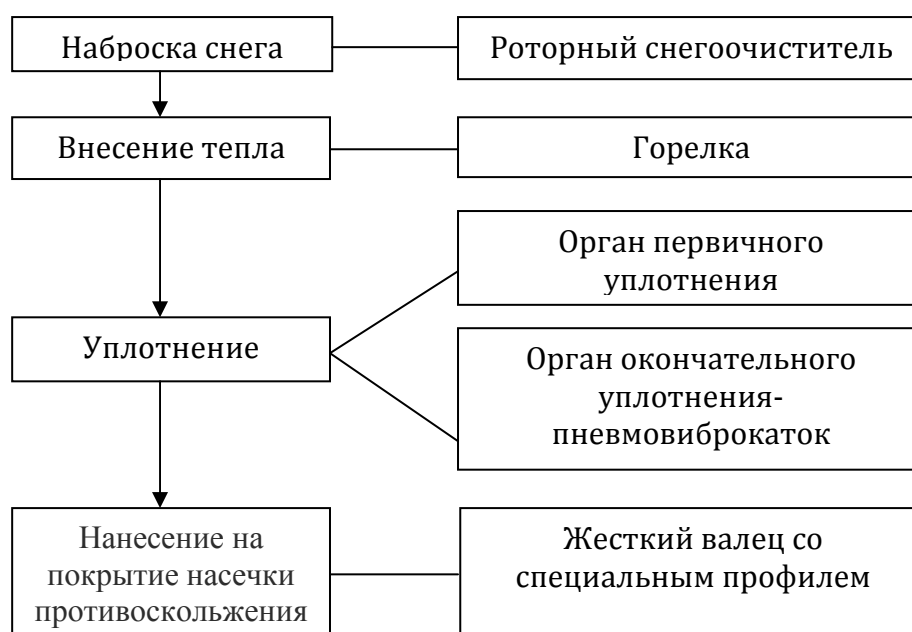 Наброска снега
Роторный снегоочиститель
Внесение тепла
Горелка
Орган первичного
уплотнения
Уплотнение
Орган окончательного
уплотнения-
пневмовиброкаток
Нанесение на
покрытие насечки
противоскольжения
Жесткий валец со
специальным профилем